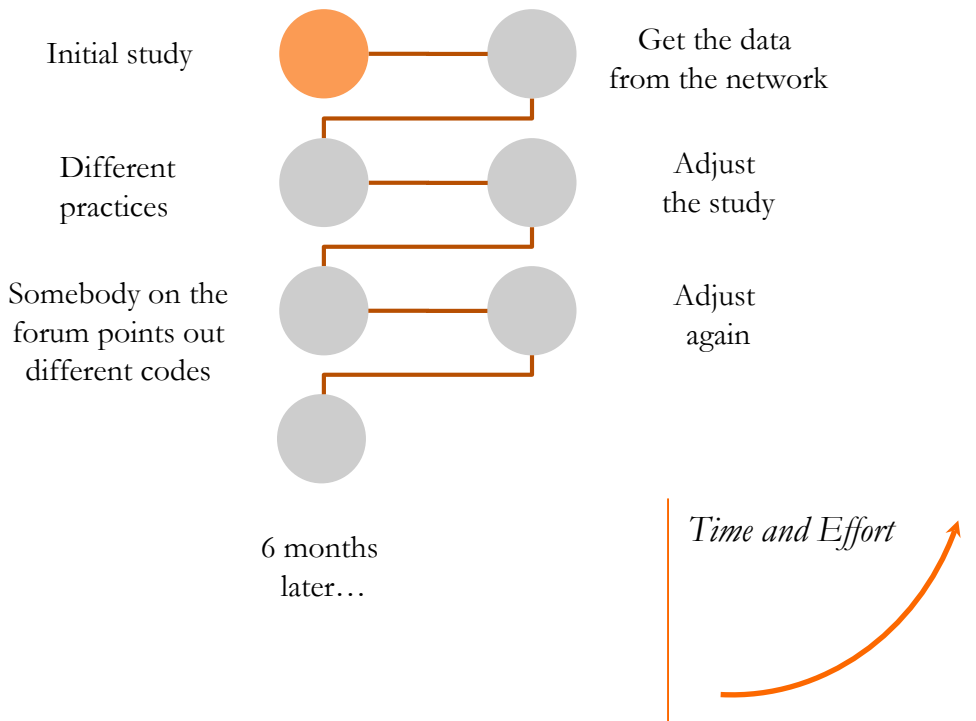 Initial study
Get the data
from the network
Different
practices
Adjust
the study
Somebody on the
forum points out
different codes
Adjust
again
6 months
later…
Time and Effort